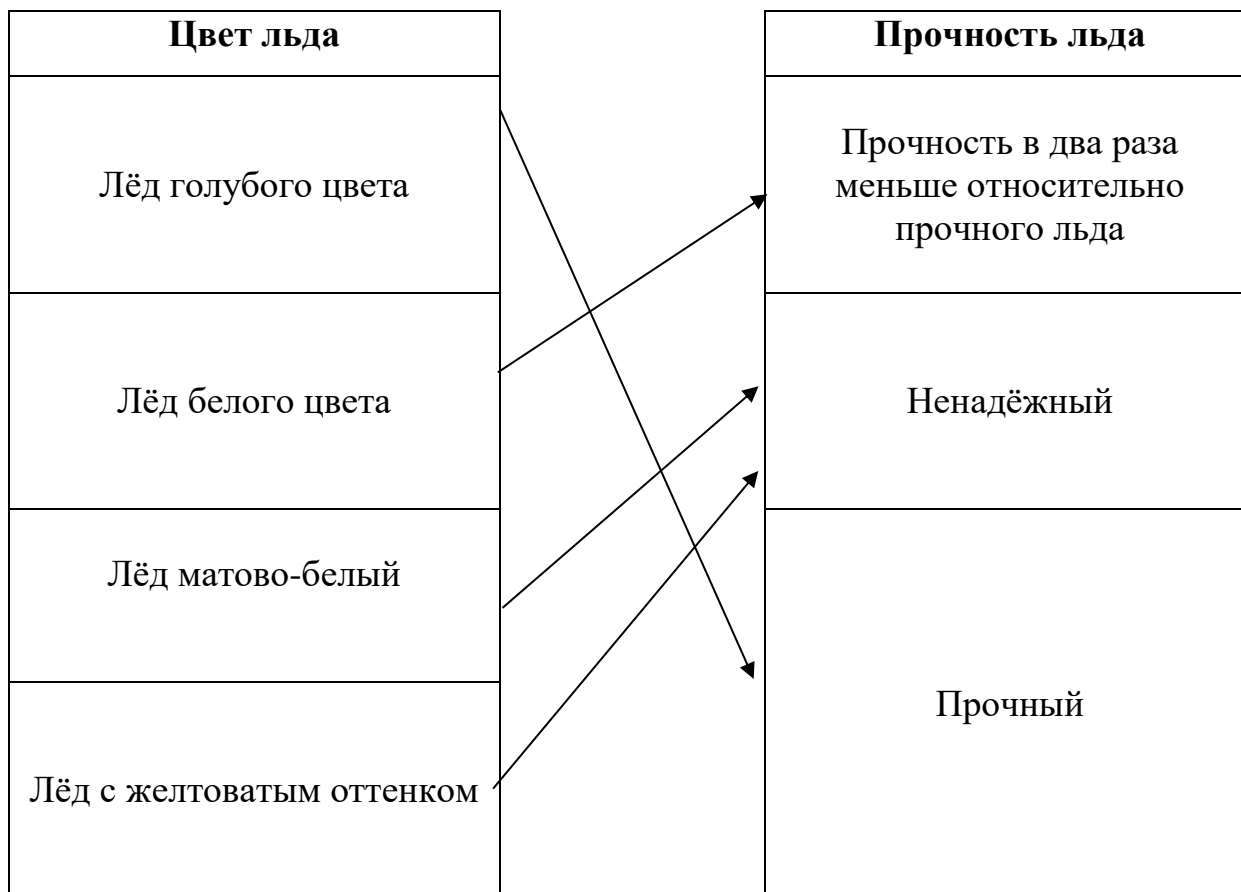 Цвет льда
Лёд голубого цвета
Лёд белого цвета
Лёд матово-белый
Лёд с желтоватым оттенком
Прочность льда
Прочность в два раза
меньше относительно
прочного льда
Ненадёжный
Прочный